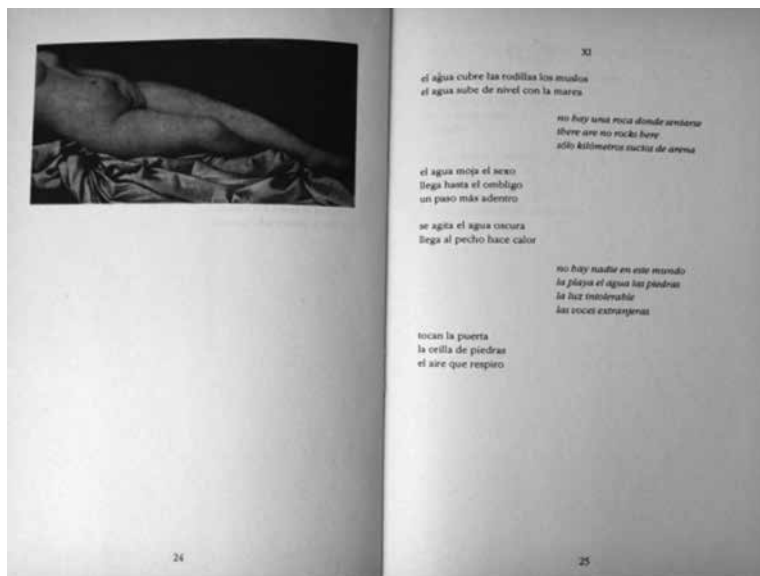 XI
el agua cubre las rodillas los muslos
el agua sube de nivel con la marea
no hay una roca donde sentarse
there are no rocks here
sólo kilómetros sucios de arena
el agua moja el sexo
llega hasta el ombligo
un paso más adentro
se agita el agua oscura
llega al pecho hace calor
no hay nadie en este mundo
la playa el agua las piedras
la luz intolerable
las voces extranjeras
tocan la puerta
la orilla de piedras
el aire que respiro
24
25